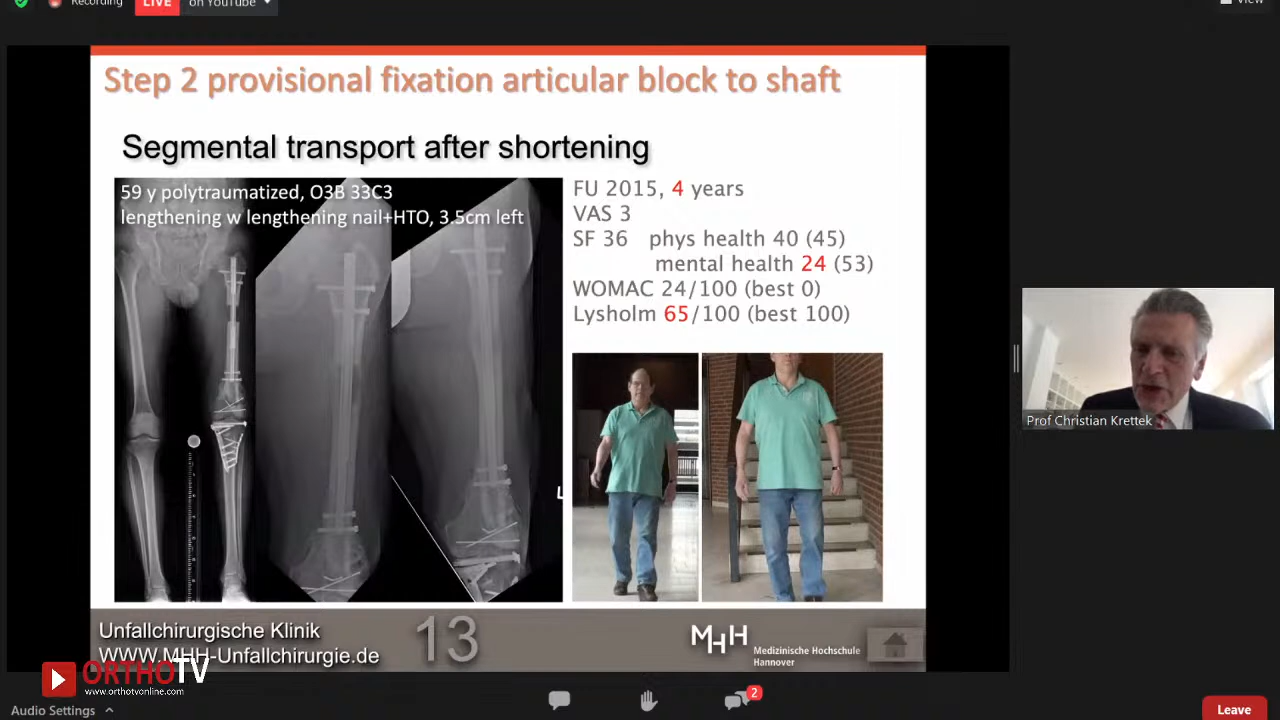 Recording
LIVE
on YouTube
View
Step 2 provisional fixation articular block to shaft
Segmental transport after shortening
59 y polytraumatized, O3B 33C3
lengthening w lengthening nail+HTO, 3.5cm left
FU 2015, 4 years
VAS 3
SF 36 phys health 40 (45)
mental health 24 (53)
WOMAC 24/100 (best 0)
Lysholm 65/100 (best 100)
L
Prof Christian Krettek
Unfallchirurgische Klinik
WWW.MHH-Unfallchirurgie.de
13
MHH
Medizinische Hochschule
Hannover
ORTHOTV
www.orthotvonline.com
2
Audio Settings
Leave